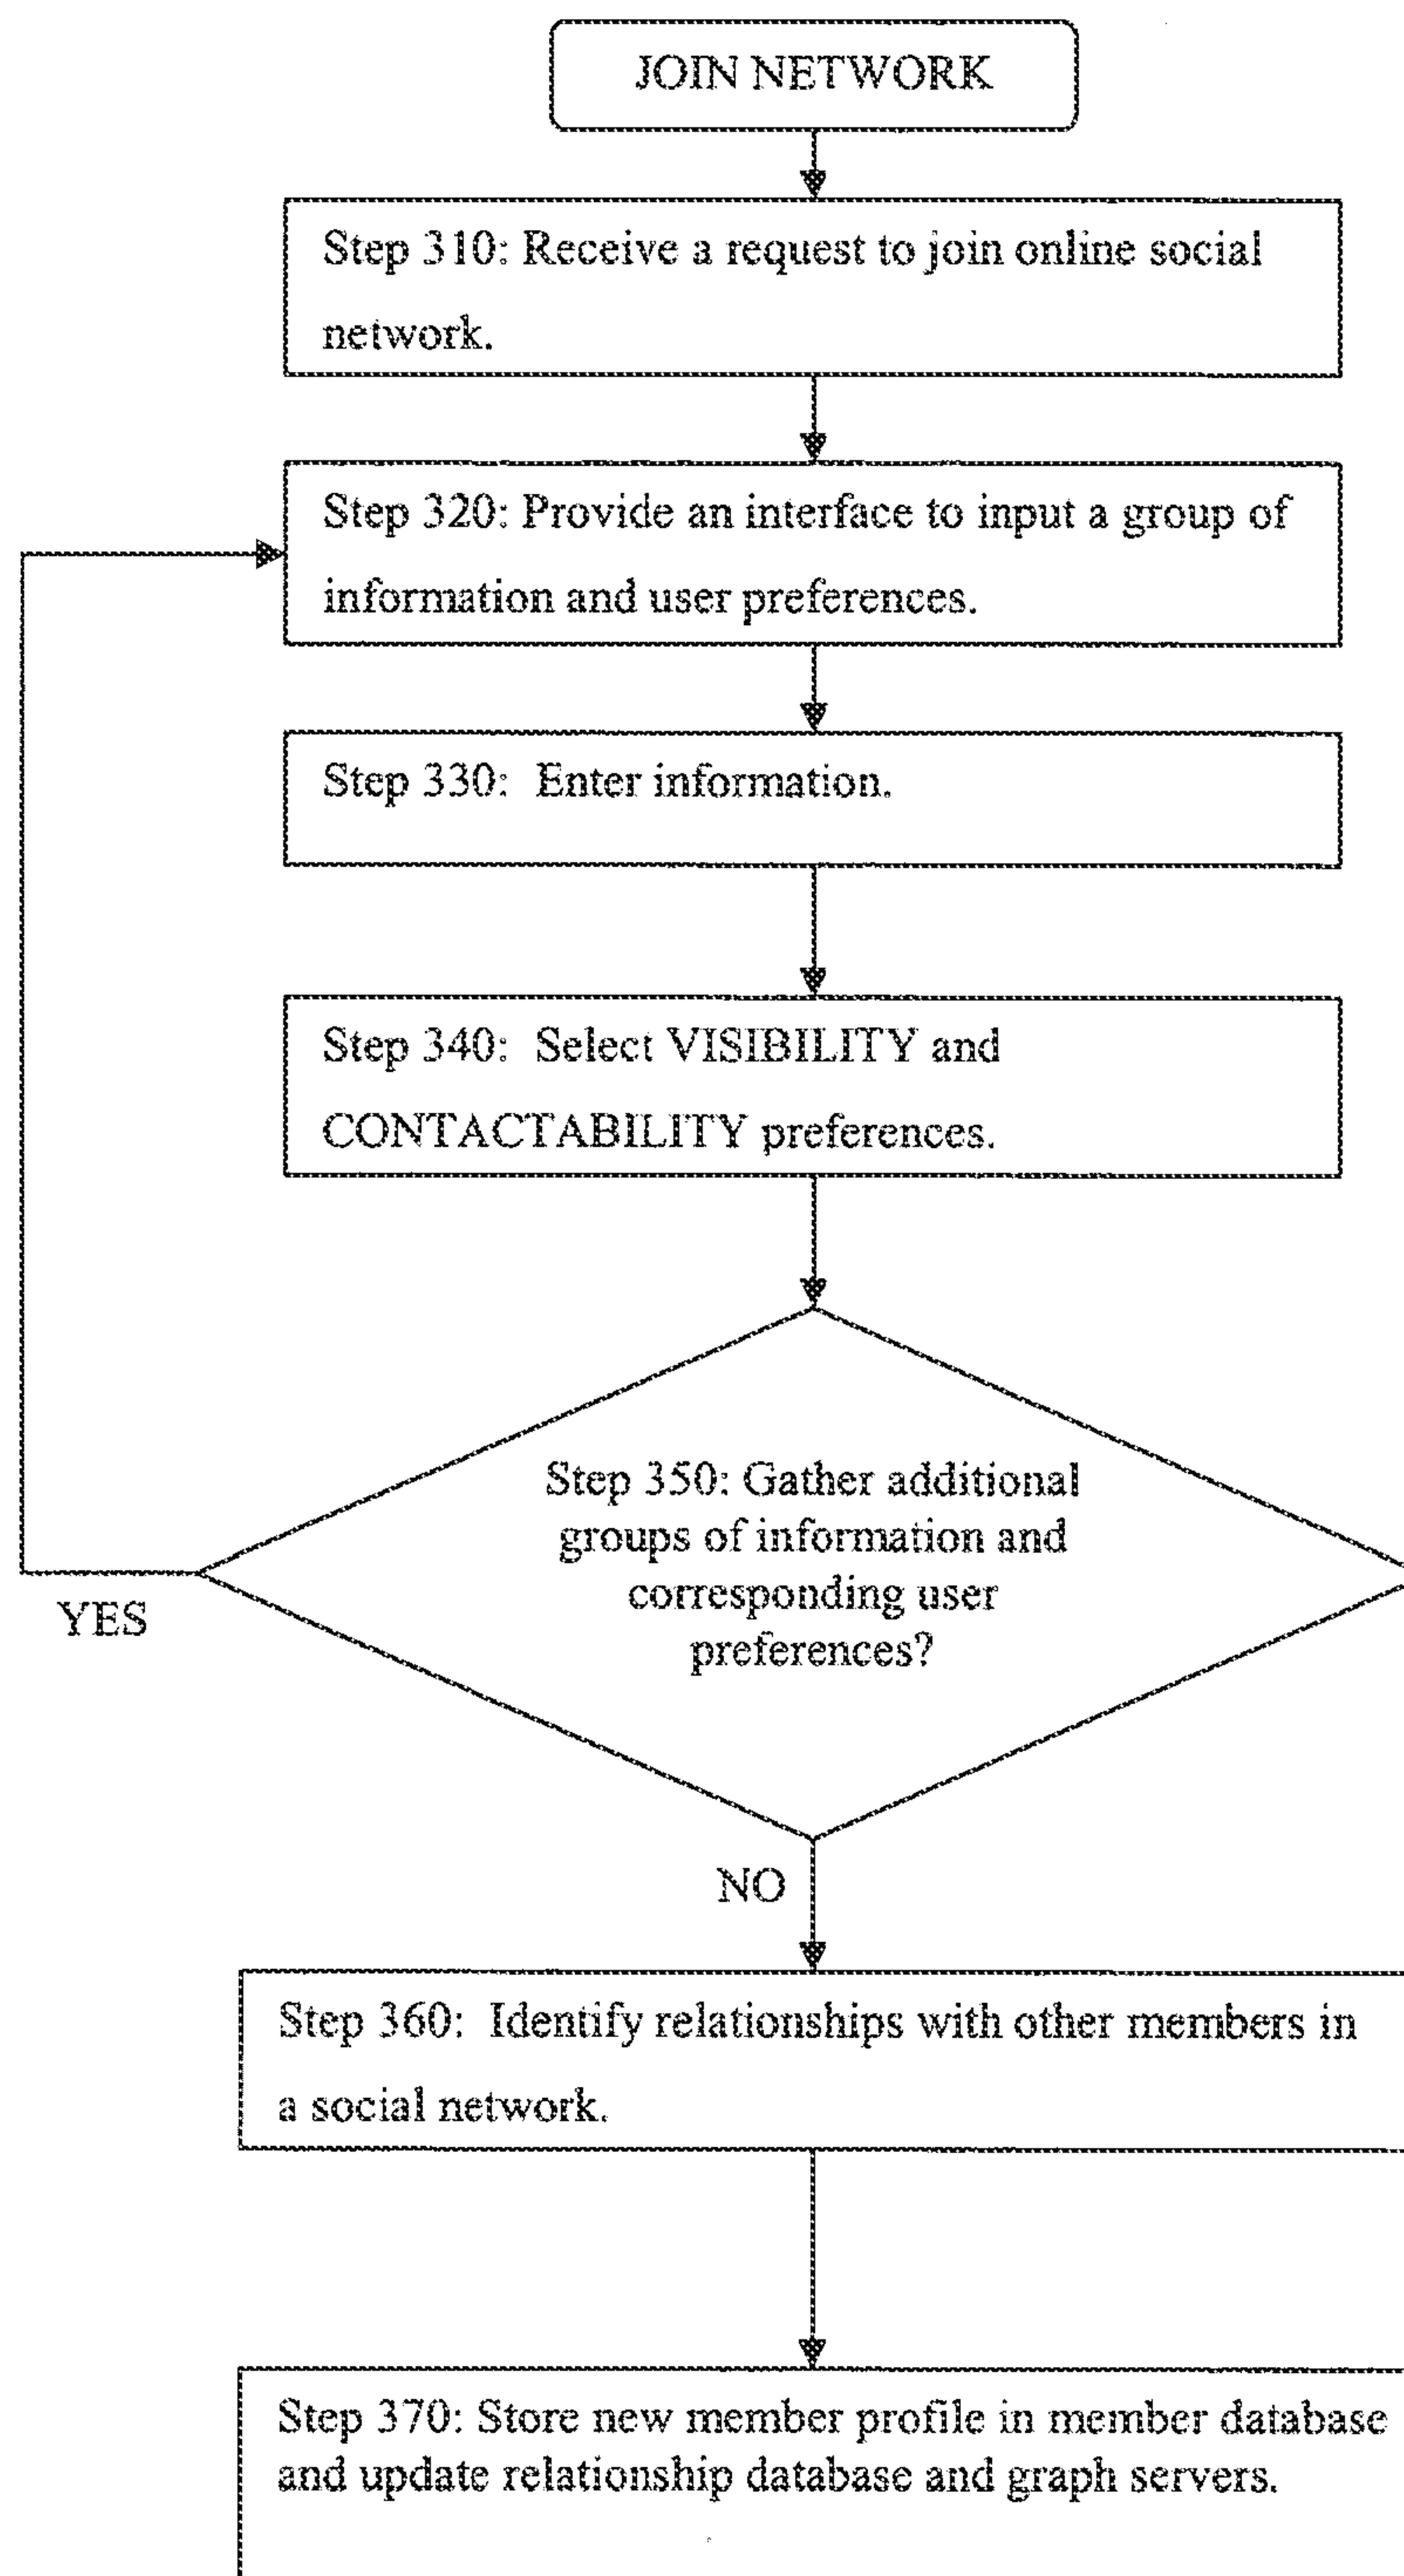 JOIN NETWORK
Step 310: Receive a request to join online social
network.
Step 320: Provide an interface to input a group of
information and user preferences.
Step 330: Enter information.
Step 340: Select VISIBILITY and
CONTACTABILITY preferences.
Step 350: Gather additional
groups of information and
corresponding user
preferences?
YES
NO
Step 360: Identify relationships with other members in
a social network.
Step 370: Store new member profile in member database
and update relationship database and graph servers.